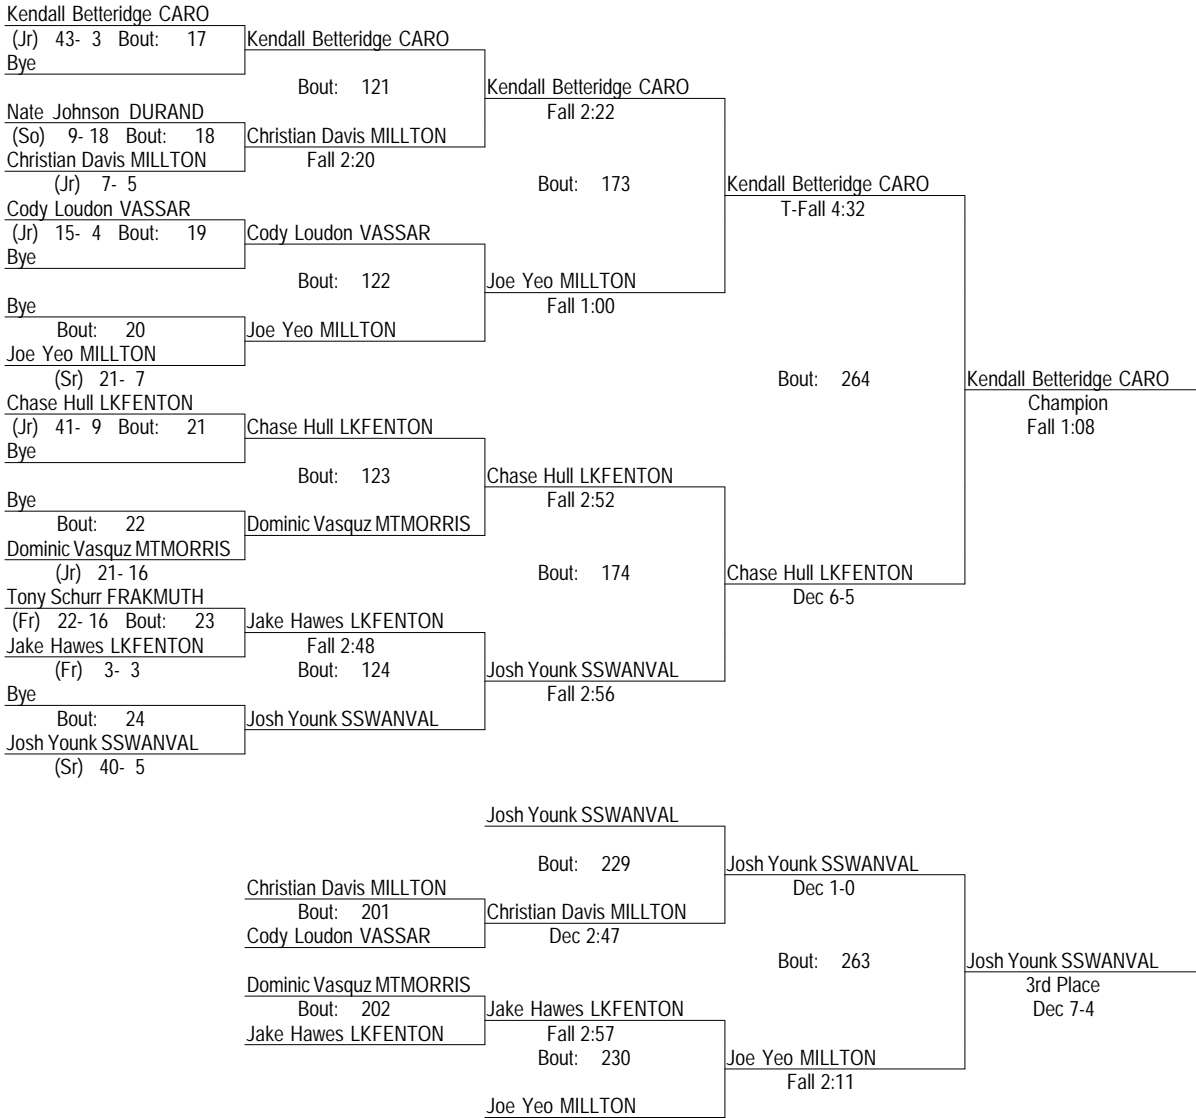 Kendall Betteridge CARO
(Jr) 43- 3 Bout: 17
Kendall Betteridge CARO
Bye
Bout: 121
Kendall Betteridge CARO
Nate Johnson DURAND
Fall 2:22
(So) 9- 18 Bout: 18
Christian Davis MILLTON
Christian Davis MILLTON
Fall 2:20
(Jr) 7- 5
Bout: 173
Kendall Betteridge CARO
Cody Loudon VASSAR
T-Fall 4:32
(Jr) 15- 4 Bout: 19
Cody Loudon VASSAR
Bye
Bout: 122
Joe Yeo MILLTON
Bye
Fall 1:00
Bout: 20
Joe Yeo MILLTON
Joe Yeo MILLTON
(Sr) 21- 7
Bout: 264
Kendall Betteridge CARO
Chase Hull LKFENTON
Champion
(Jr) 41- 9 Bout: 21
Chase Hull LKFENTON
Fall 1:08
Bye
Bout: 123
Chase Hull LKFENTON
Bye
Fall 2:52
Bout: 22
Dominic Vasquz MTMORRIS
Dominic Vasquz MTMORRIS
(Jr) 21- 16
Bout: 174
Chase Hull LKFENTON
Tony Schurr FRAKMUTH
Dec 6-5
(Fr) 22- 16 Bout: 23
Jake Hawes LKFENTON
Jake Hawes LKFENTON
Fall 2:48
(Fr) 3- 3
Bout: 124
Josh Younk SSWANVAL
Bye
Fall 2:56
Bout: 24
Josh Younk SSWANVAL
Josh Younk SSWANVAL
(Sr) 40- 5
Josh Younk SSWANVAL
Bout: 229
Josh Younk SSWANVAL
Christian Davis MILLTON
Dec 1-0
Bout: 201
Christian Davis MILLTON
Cody Loudon VASSAR
Dec 2:47
Bout: 263
Josh Younk SSWANVAL
Dominic Vasquz MTMORRIS
3rd Place
Bout: 202
Jake Hawes LKFENTON
Dec 7-4
Jake Hawes LKFENTON
Fall 2:57
Bout: 230
Joe Yeo MILLTON
Fall 2:11
Joe Yeo MILLTON